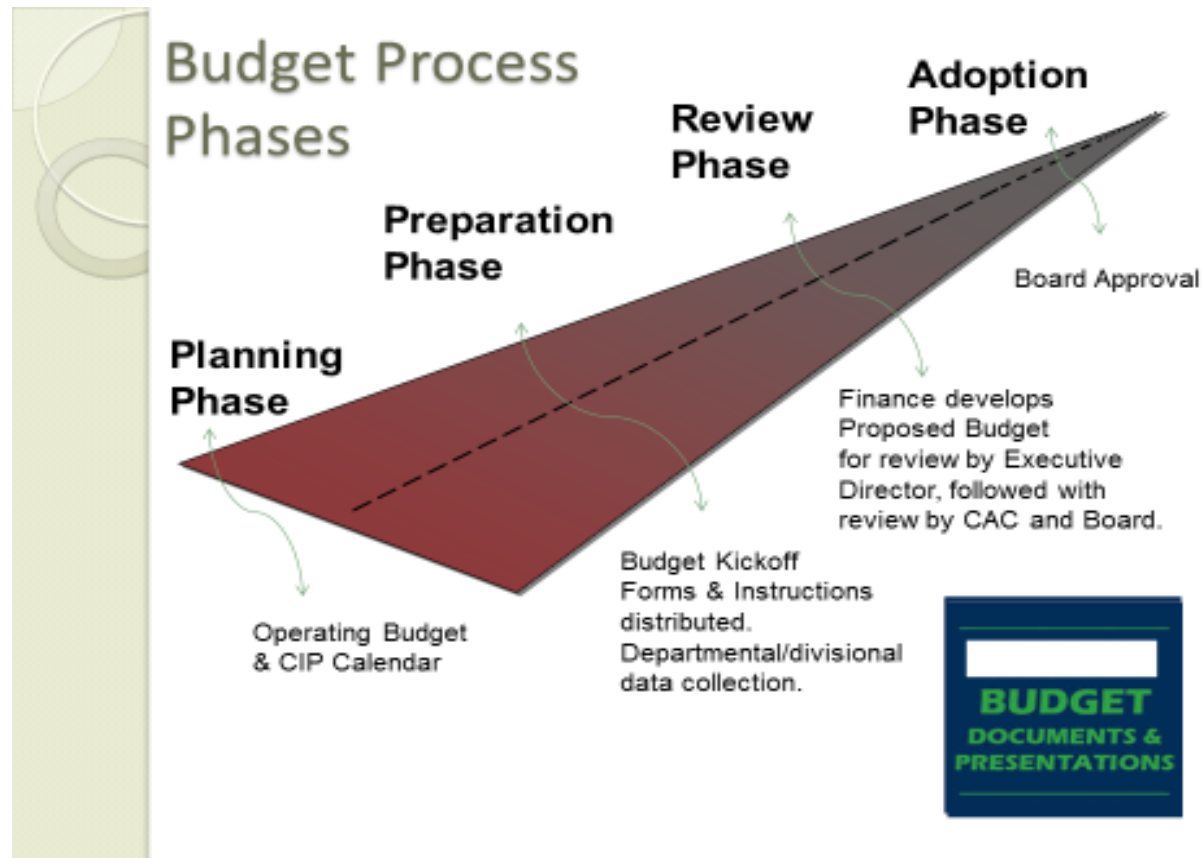 Budget Process
Phases
Planning
Phase
Operating Budget
& CIP Calendar
Preparation
Phase
Budget Kickoff
Forms & Instructions
distributed.
Departmental/divisional
data collection.
Review
Phase
Finance develops
Proposed Budget
for review by Executive
Director, followed with
review by CAC and Board.
Adoption
Phase
Board Approval
BUDGET
DOCUMENTS &
PRESENTATIONS